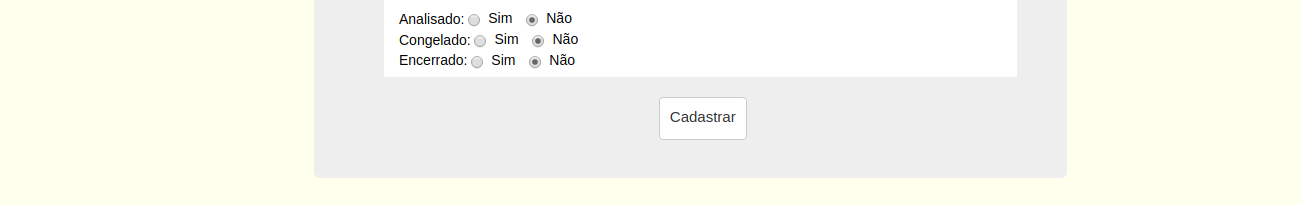 Analisado: Sim Não
Congelado: Sim Não
Encerrado: Sim Não
Cadastrar